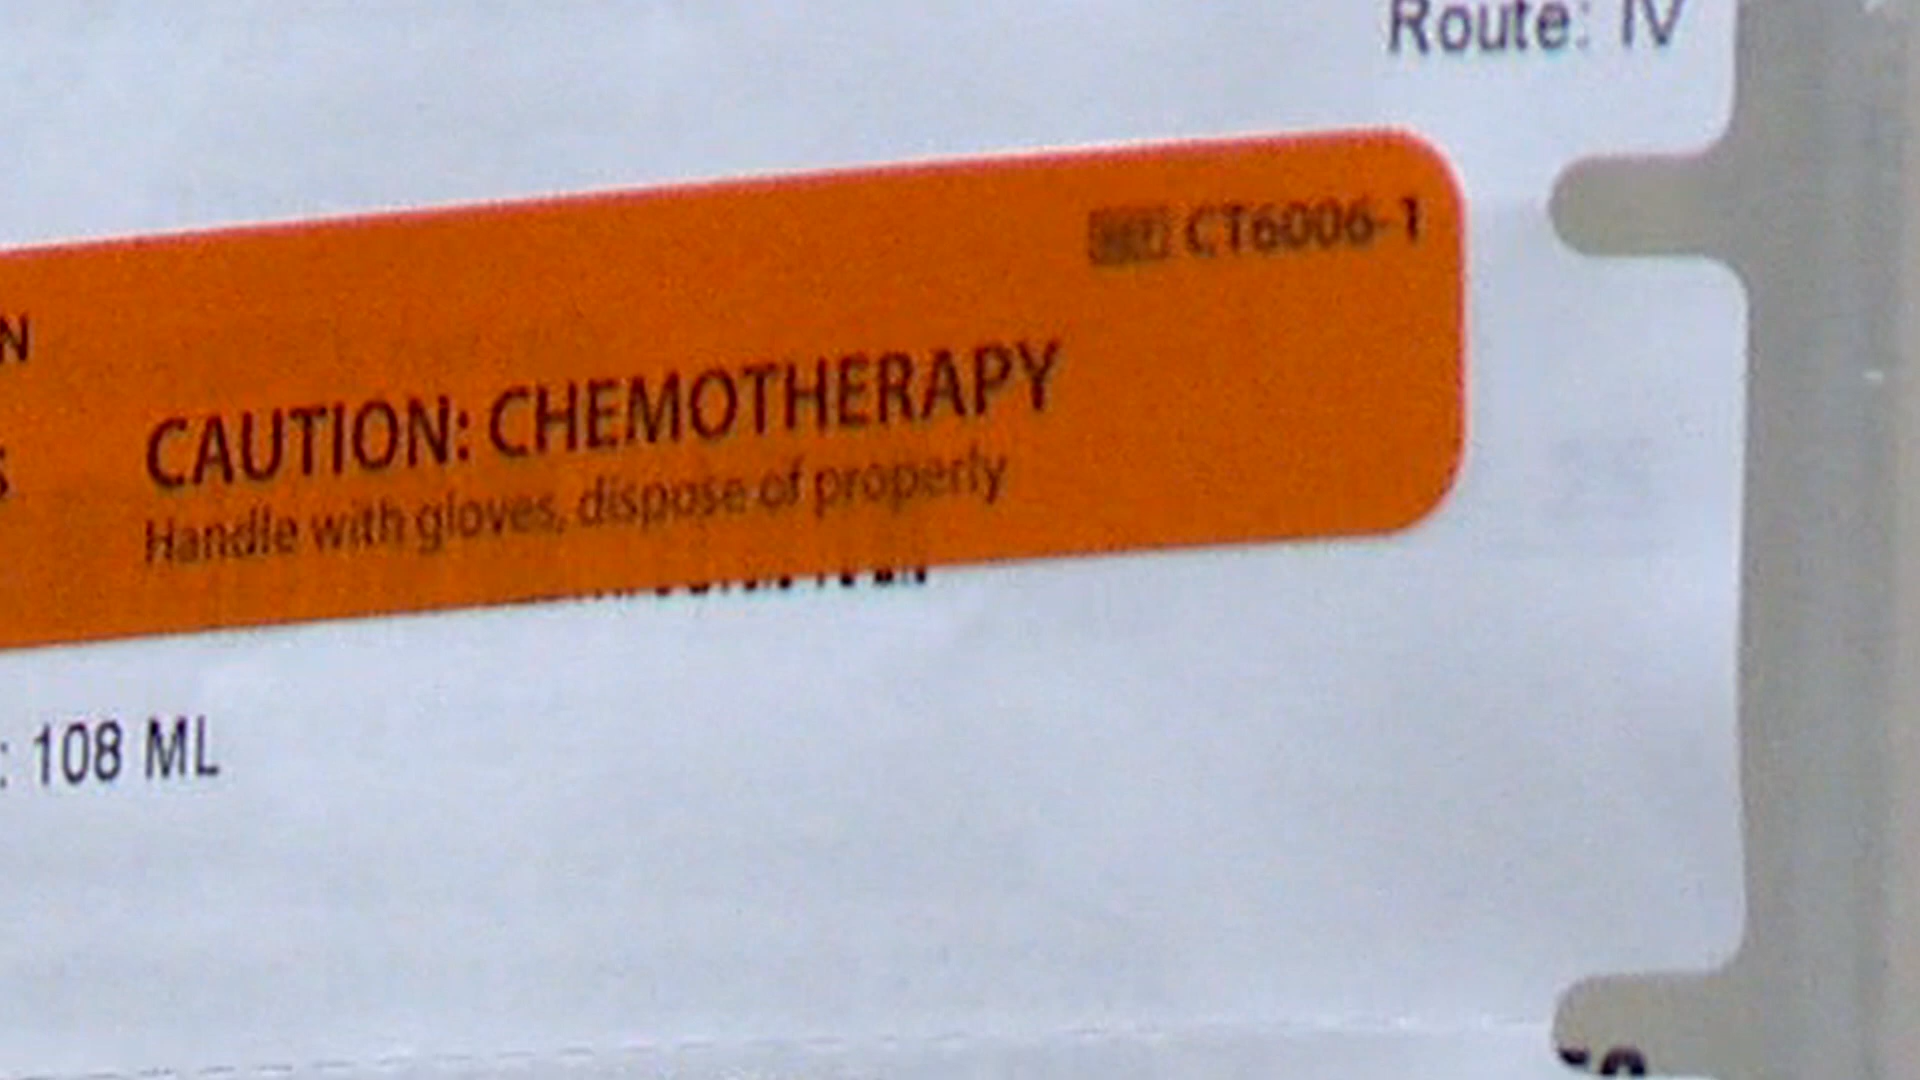 Route: IV
CT6006-1
N
CAUTION: CHEMOTHERAPY
S
Handle with gloves, dispose of properly
: 108 ML